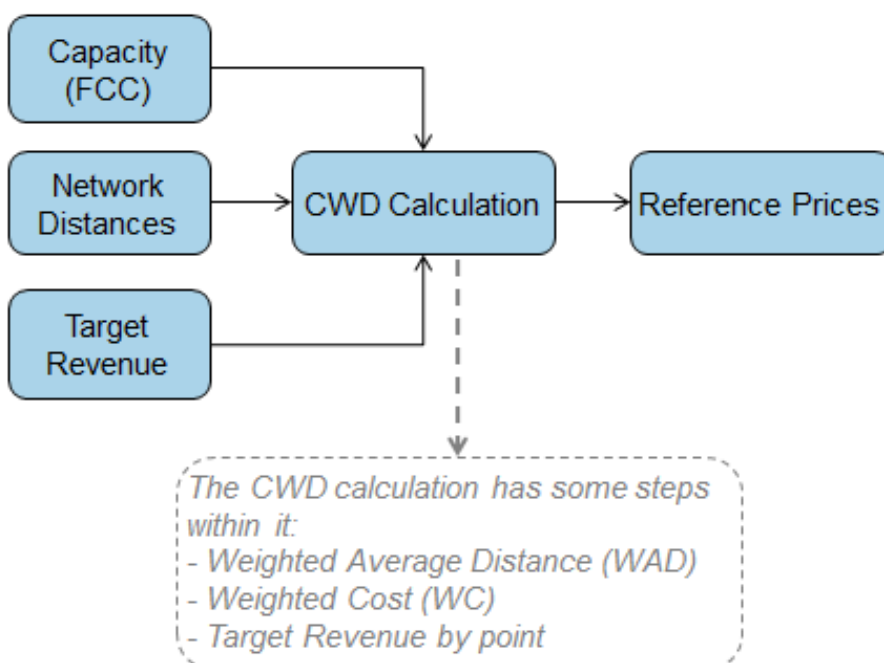 Capacity
(FCC)
Network
Distances
CWD Calculation
Reference Prices
Target
Revenue
The CWD calculation has some steps
within it:
- Weighted Average Distance (WAD)
- Weighted Cost (WC)
- Target Revenue by point